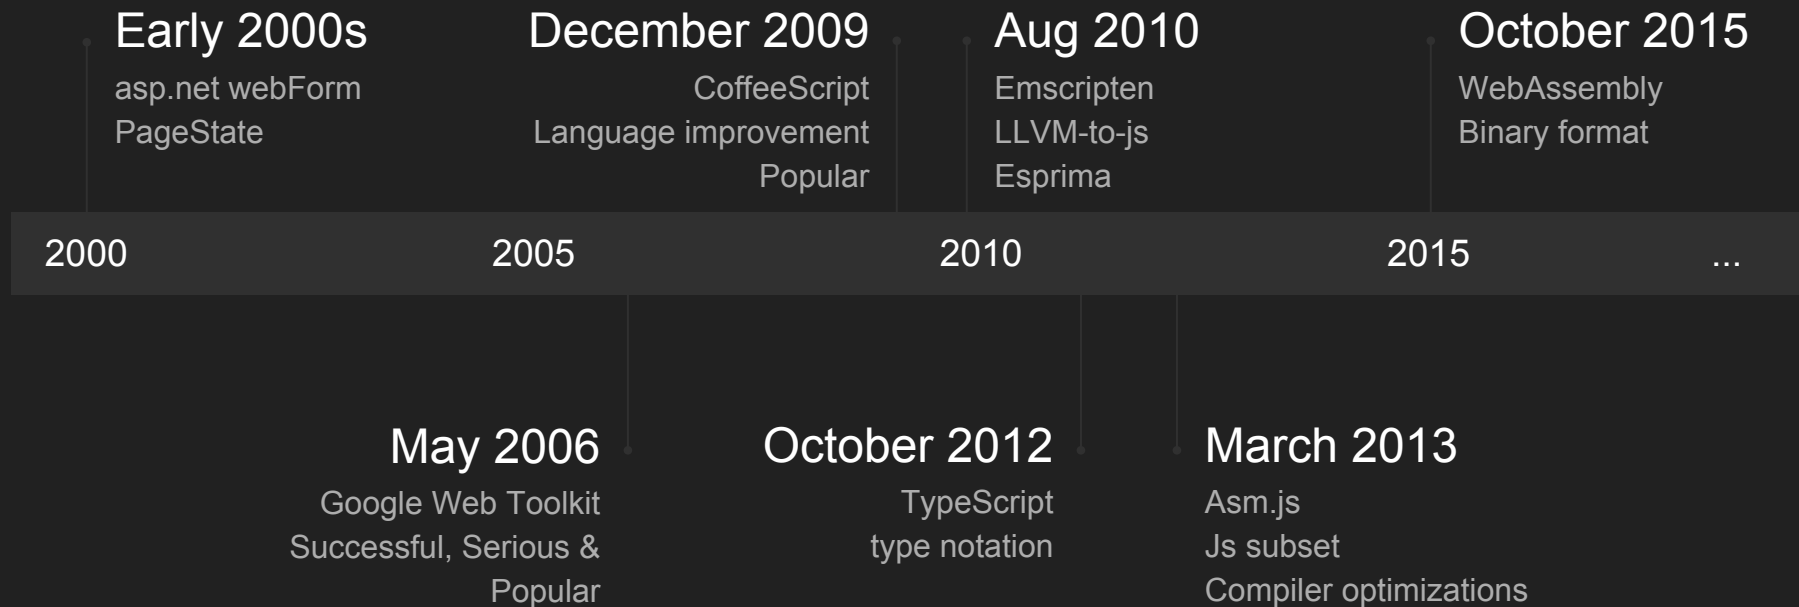 Early 2000s
asp.net webForm
PageState
December 2009
CoffeeScript
Language improvement
Popular
Aug 2010
Emscripten
LLVM-to-js
Esprima
October 2015
WebAssembly
Binary format
2000
2005
2010
2015
...
May 2006
Google Web Toolkit
Successful, Serious &
Popular
October 2012
TypeScript
type notation
March 2013
Asm.js
Js subset
Compiler optimizations